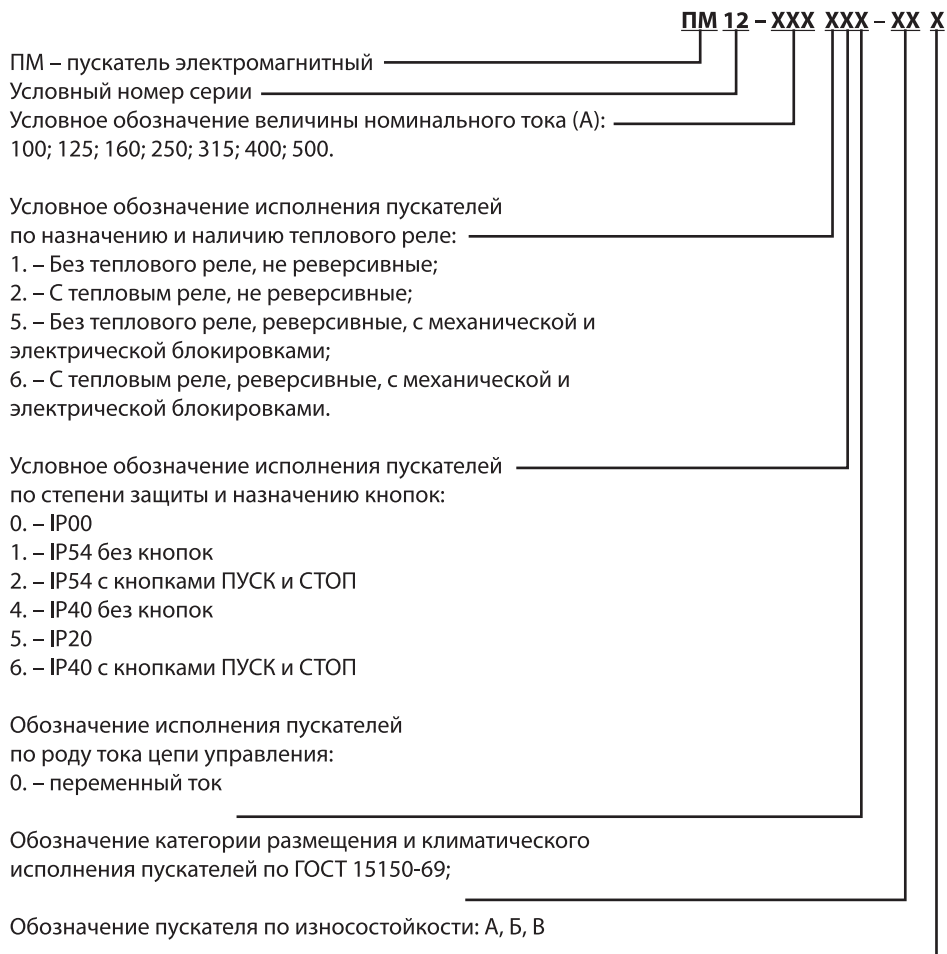 ПМ 12 – ХХХ ХХХ – ХХ Х
ПМ – пускатель электромагнитный
Условный номер серии
Условное обозначение величины номинального тока (А):
100; 125; 160; 250; 315; 400; 500.
Условное обозначение исполнения пускателей
по назначению и наличию теплового реле:
1. – Без теплового реле, не реверсивные;
2. – С тепловым реле, не реверсивные;
5. – Без теплового реле, реверсивные, с механической и
электрической блокировками;
6. – С тепловым реле, реверсивные, с механической и
электрической блокировками.
Условное обозначение исполнения пускателей
по степени защиты и назначению кнопок:
0. – IP00
1. – IP54 без кнопок
2. – IP54 с кнопками ПУСК и СТОП
4. – IP40 без кнопок
5. – IP20
6. – IP40 с кнопками ПУСК и СТОП
Обозначение исполнения пускателей
по роду тока цепи управления:
0. – переменный ток
Обозначение категории размещения и климатического
исполнения пускателей по ГОСТ 15150-69;
Обозначение пускателя по износостойкости: А, Б, В